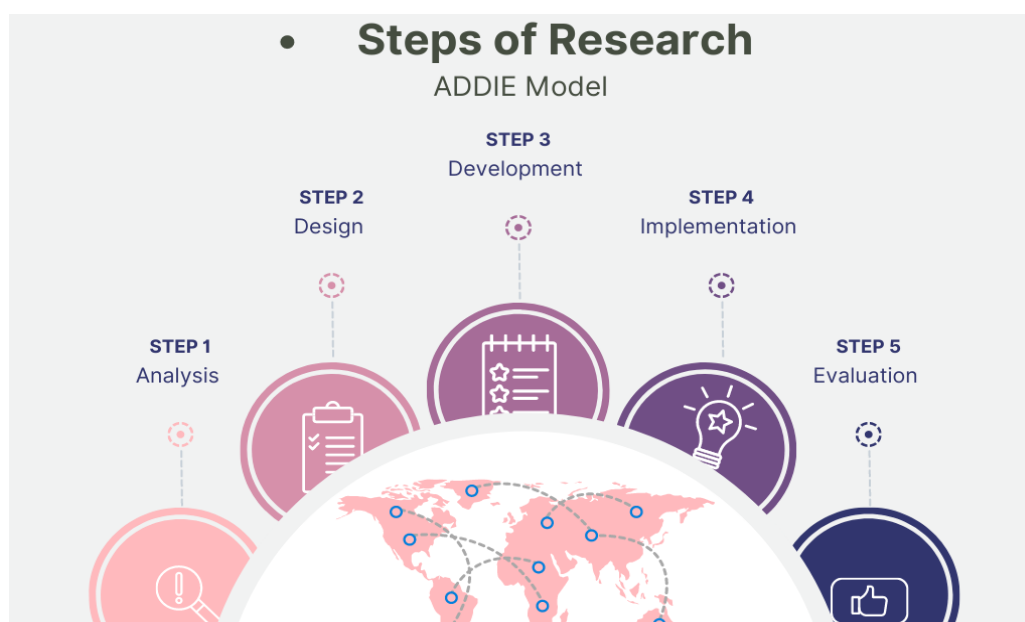 • Steps of Research
ADDIE Model
STEP 1
Analysis
STEP 2
Design
STEP 3
Development
STEP 4
Implementation
STEP 5
Evaluation